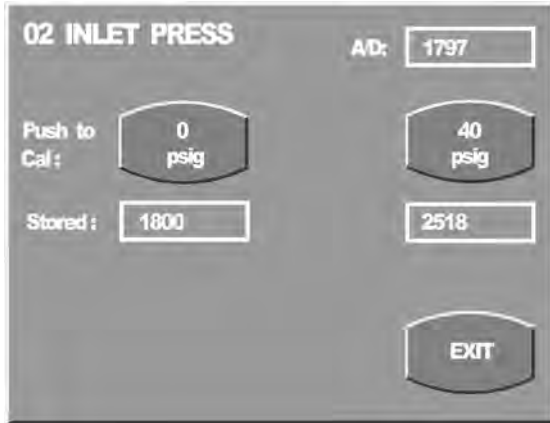 02 INLET PRESS
A/D: 1797
Push to Cal:
0 psig
40 psig
Stored: 1800
2518
EXIT